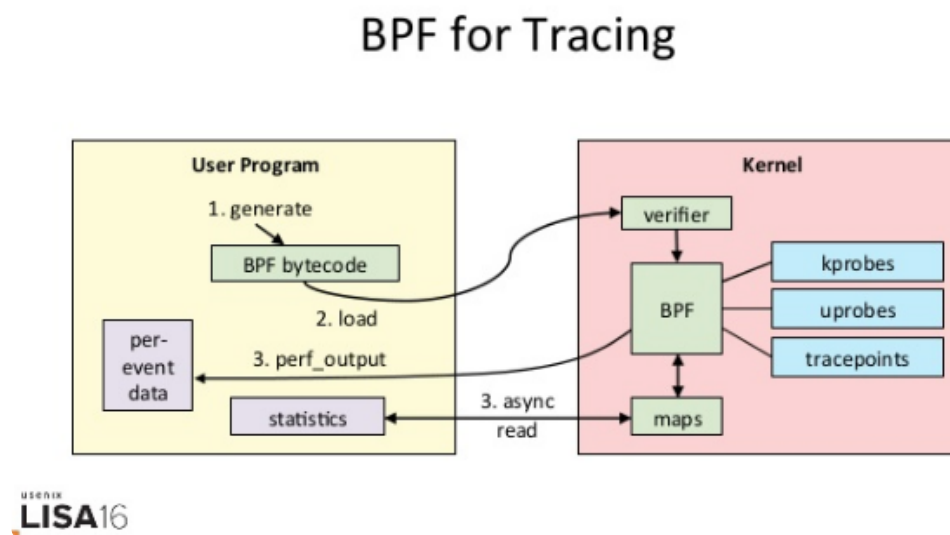 BPF for Tracing
User Program
1. generate
BPF bytecode
2. load
per-
event
data
3. perf_output
statistics
3. async
read
Kernel
verifier
BPF
kprobes
uprobes
tracepoints
maps
usenix
LISA16